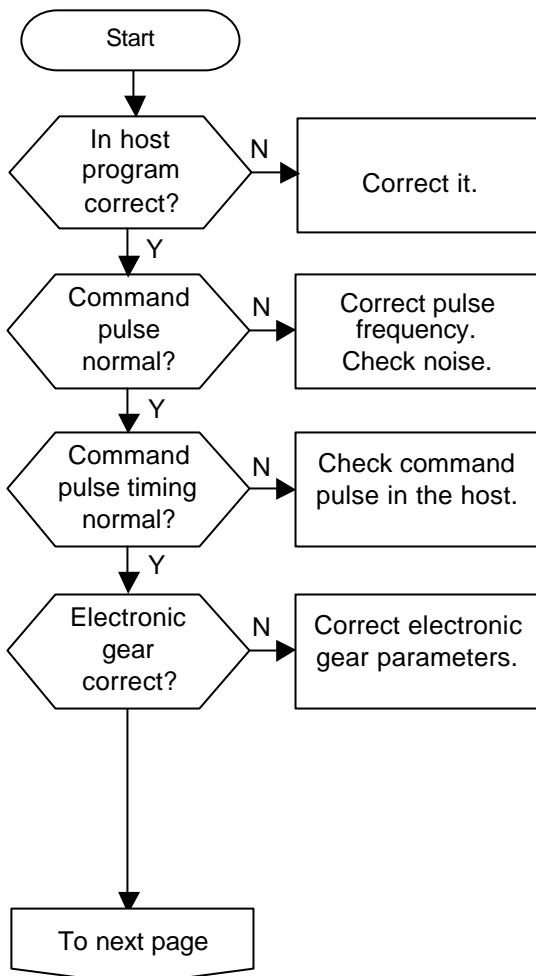 Start
In host
program
correct?
N
Correct it.
Y
Command
pulse
normal?
N
Correct pulse
frequency.
Check noise.
Y
Command
pulse timing
normal?
N
Check command
pulse in the host.
Y
Electronic
gear
correct?
N
Correct electronic
gear parameters.
To next page